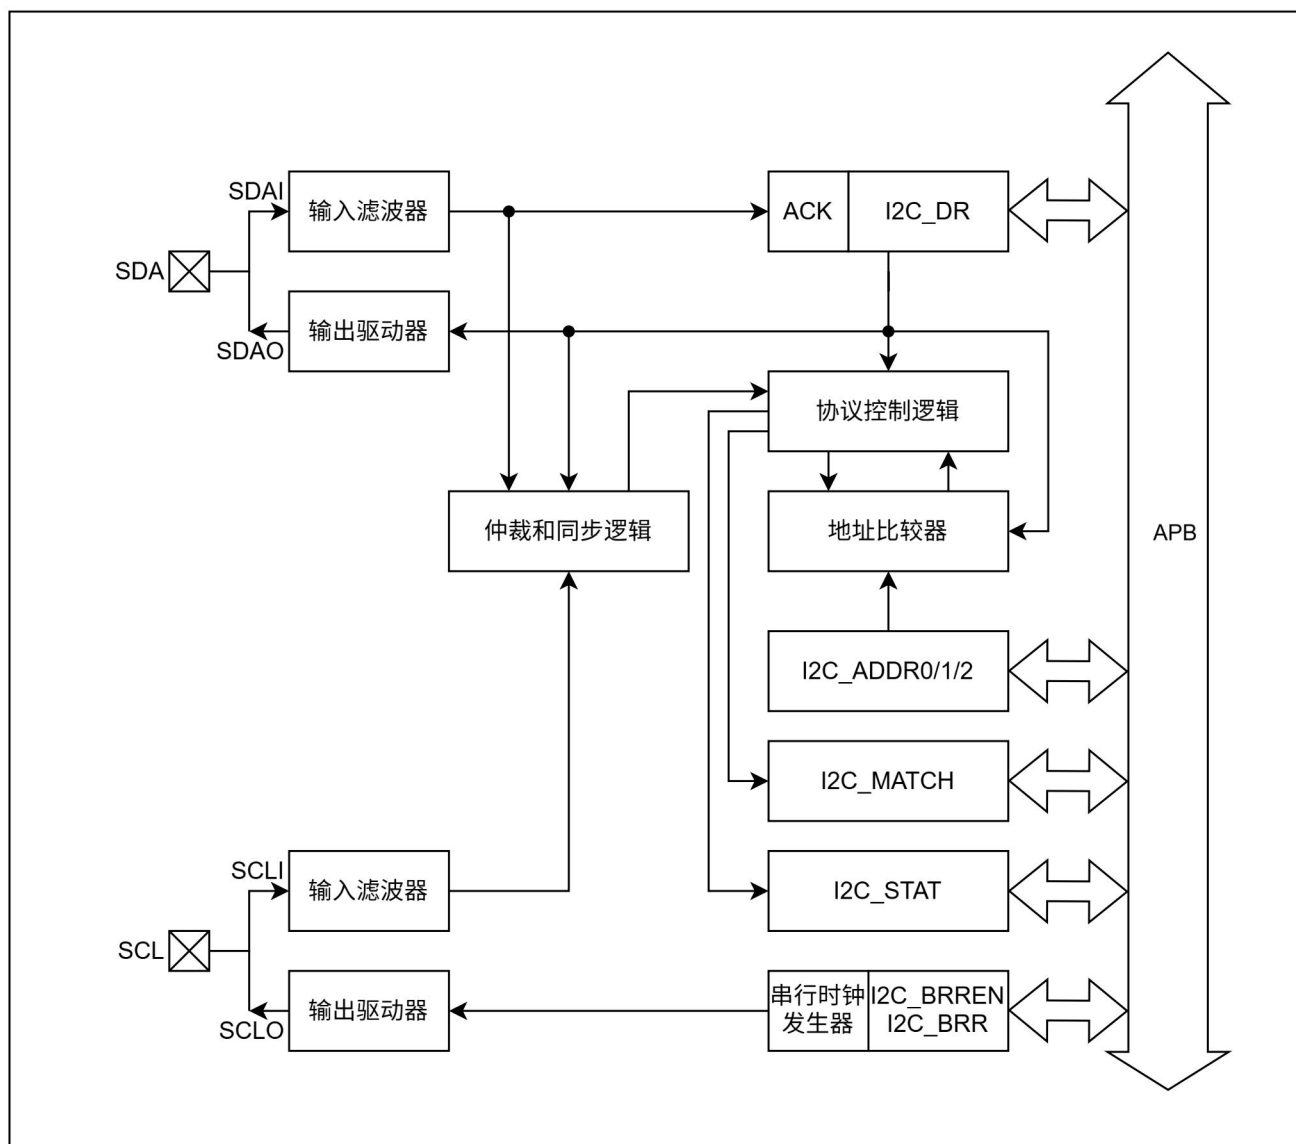 SDAI
输入滤波器
ACK
I2C_DR
SDA
输出驱动器
SDAO
协议控制逻辑
仲裁和同步逻辑
地址比较器
APB
I2C_ADDR0/1/2
I2C_MATCH
SCLI
输入滤波器
I2C_STAT
SCL
输出驱动器
SCLO
串行时钟
发生器
I2C_BRREN
I2C_BRR